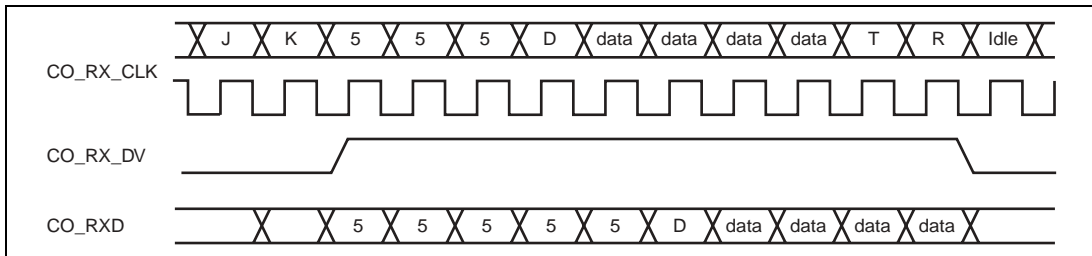 J K 5 5 5 D data data data data T R Idle
CO_RX_CLK
CO_RX_DV
CO_RXD 5 5 5 5 5 D data data data data